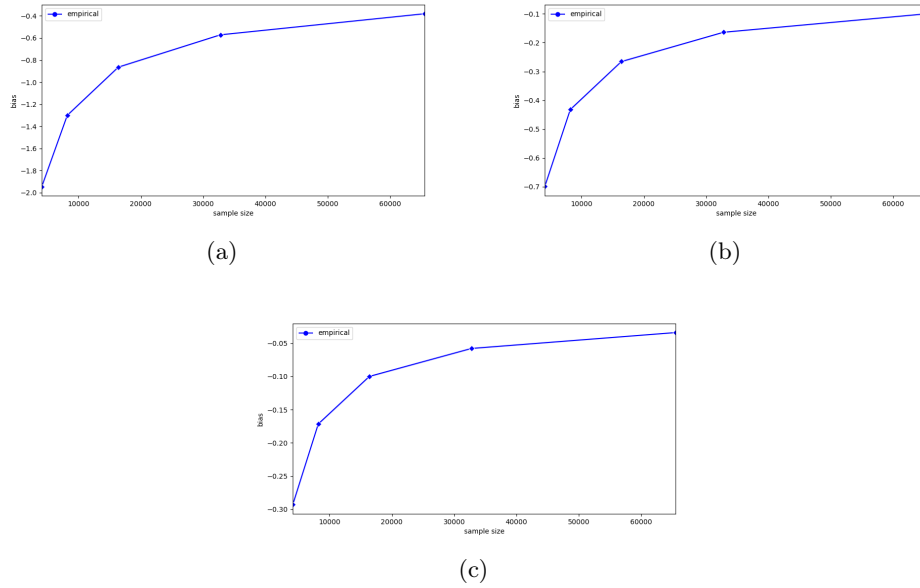 empirical
−0.4
−0.6
−0.8
−1.0
−1.2
−1.4
−1.6
−1.8
−2.0
bias
10000 20000 30000 40000 50000 60000
sample size
(a)
empirical
−0.1
−0.2
−0.3
−0.4
−0.5
−0.6
−0.7
bias
10000 20000 30000 40000 50000 60000
sample size
(b)
empirical
−0.05
−0.10
−0.15
−0.20
−0.25
−0.30
bias
10000 20000 30000 40000 50000 60000
sample size
(c)